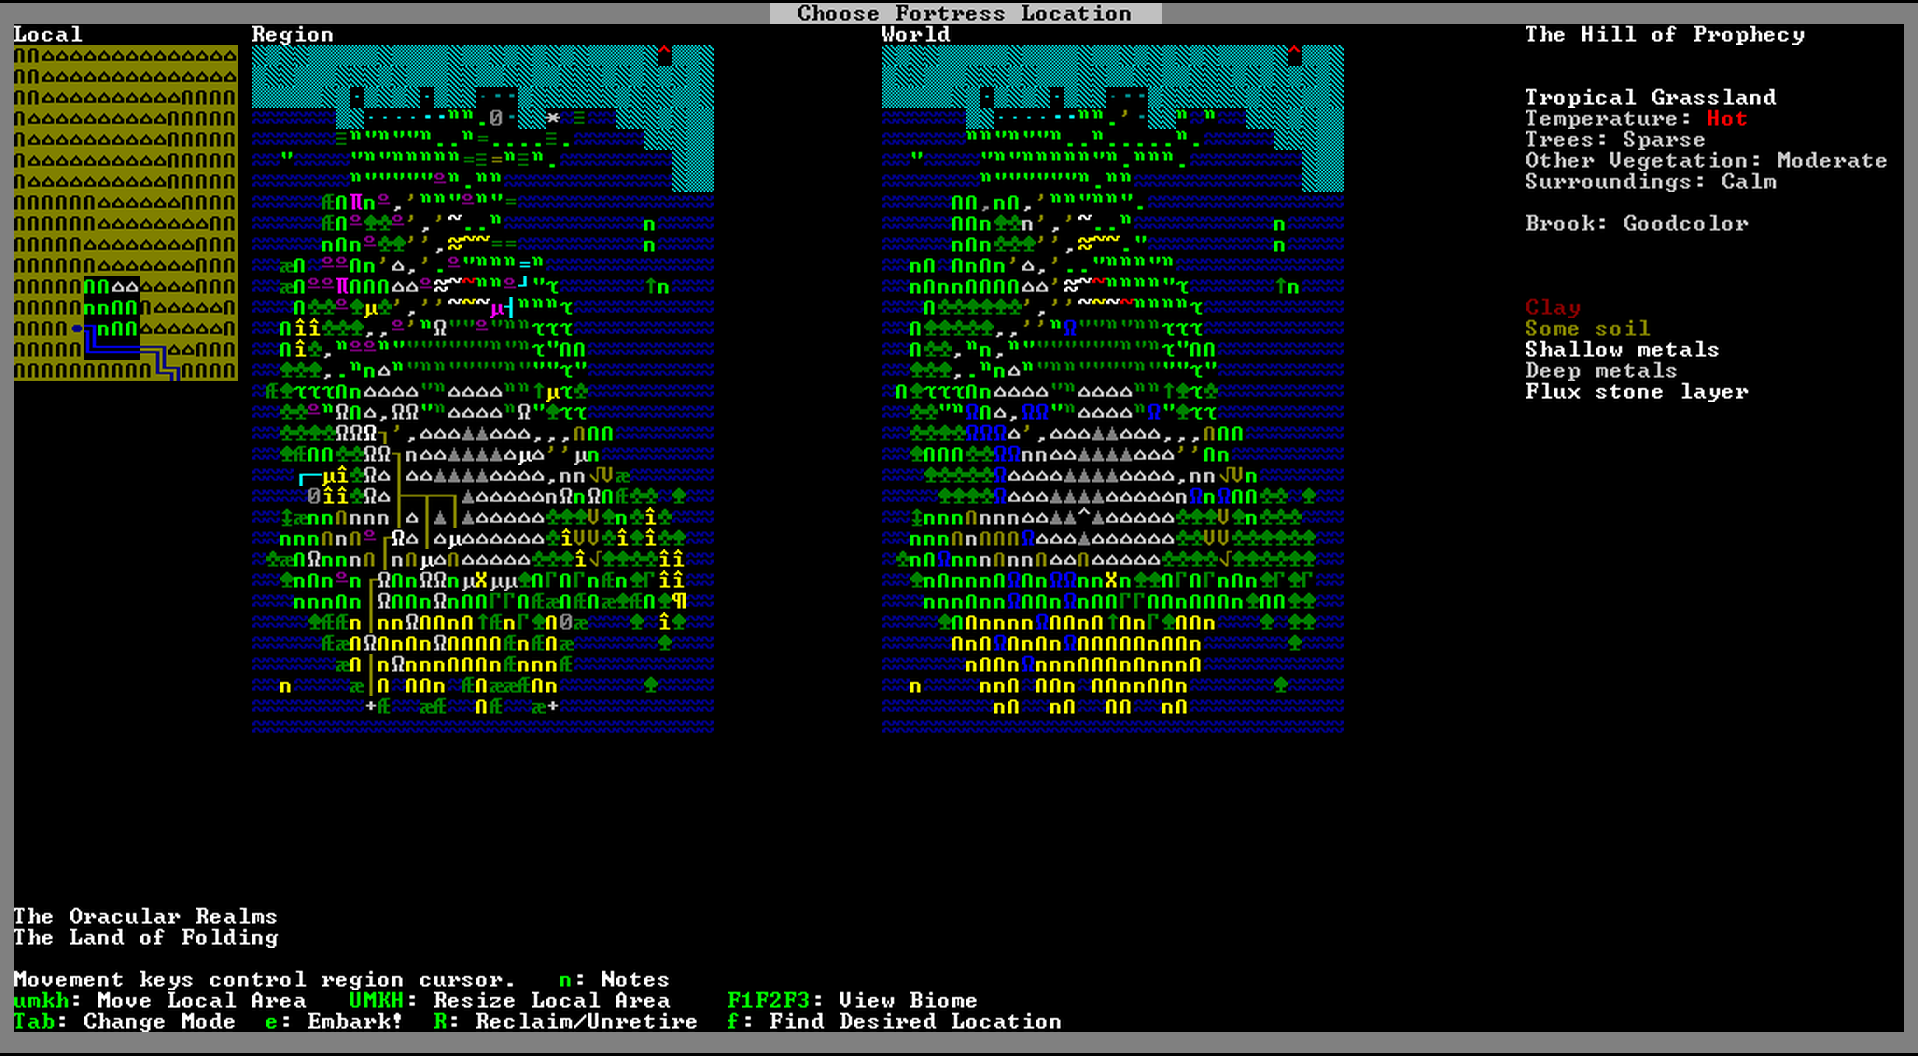 Choose Fortress Location
Local
Region
World
The Hill of Prophecy
Tropical Grassland
Temperature: Hot
Trees: Sparse
Other Vegetation: Moderate
Surroundings: Calm
Brook: Goodcolor
Clay
Some soil
Shallow metals
Deep metals
Flux stone layer
The Oracular Realms
The Land of Folding
Movement keys control region cursor. n: Notes
umkh: Move Local Area UMKH: Resize Local Area F1F2F3: View Biome
Tab: Change Mode e: Embark! R: Reclaim/Unretire f: Find Desired Location